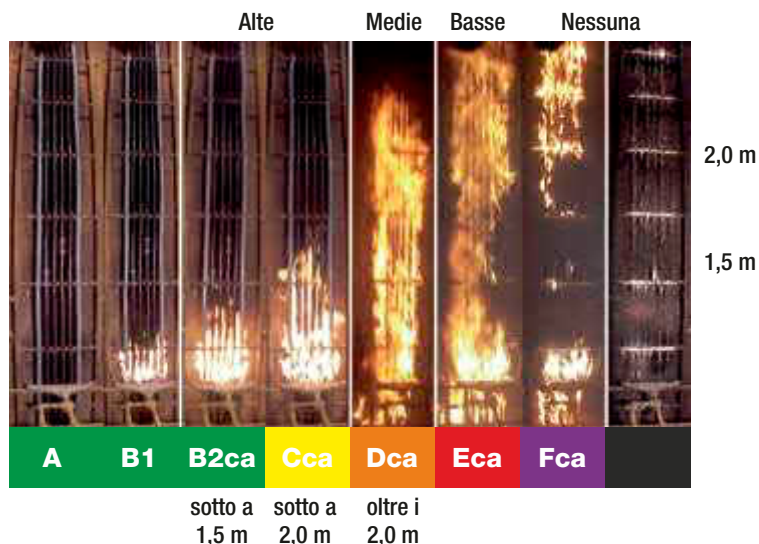 Alte Medie Basse Nessuna
2,0 m
1,5 m
A B1 B2ca Cca Dca Eca Fca
sotto a sotto a oltre i
1,5 m 2,0 m 2,0 m